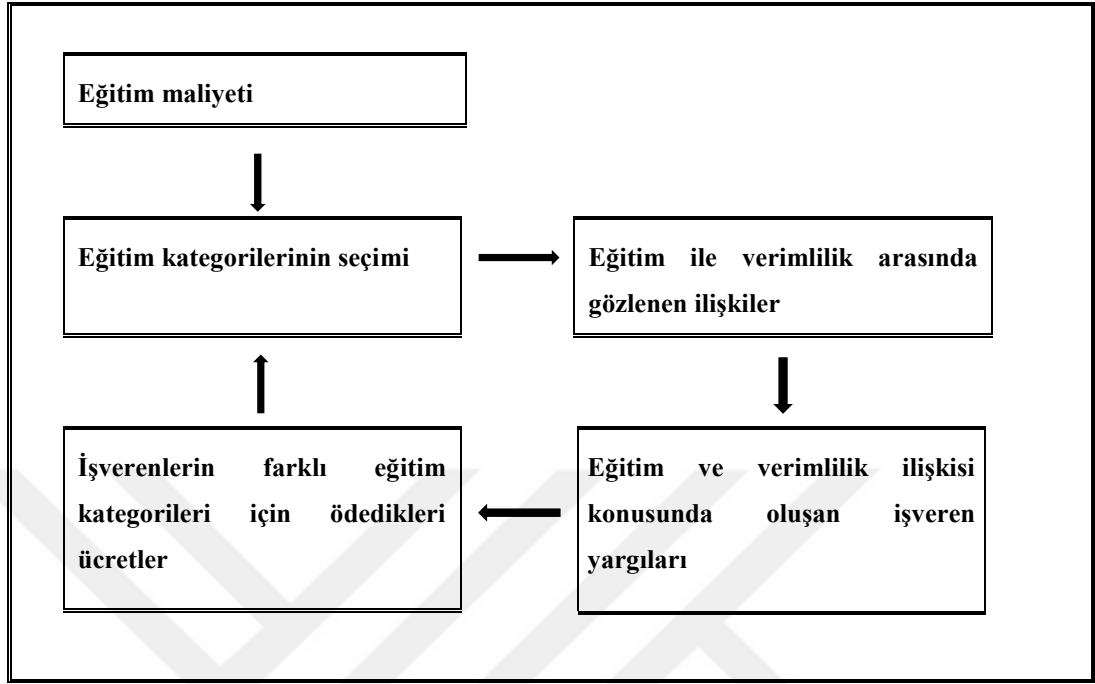 Eğitim maliyeti
Eğitim kategorilerinin seçimi
Eğitim ile verimlilik arasında
gözlenen ilişkiler
İşverenlerin farklı eğitim
kategorileri için ödedikleri
ücretler
Eğitim ve verimlilik ilişkisi
konusunda oluşan işveren
yargıları